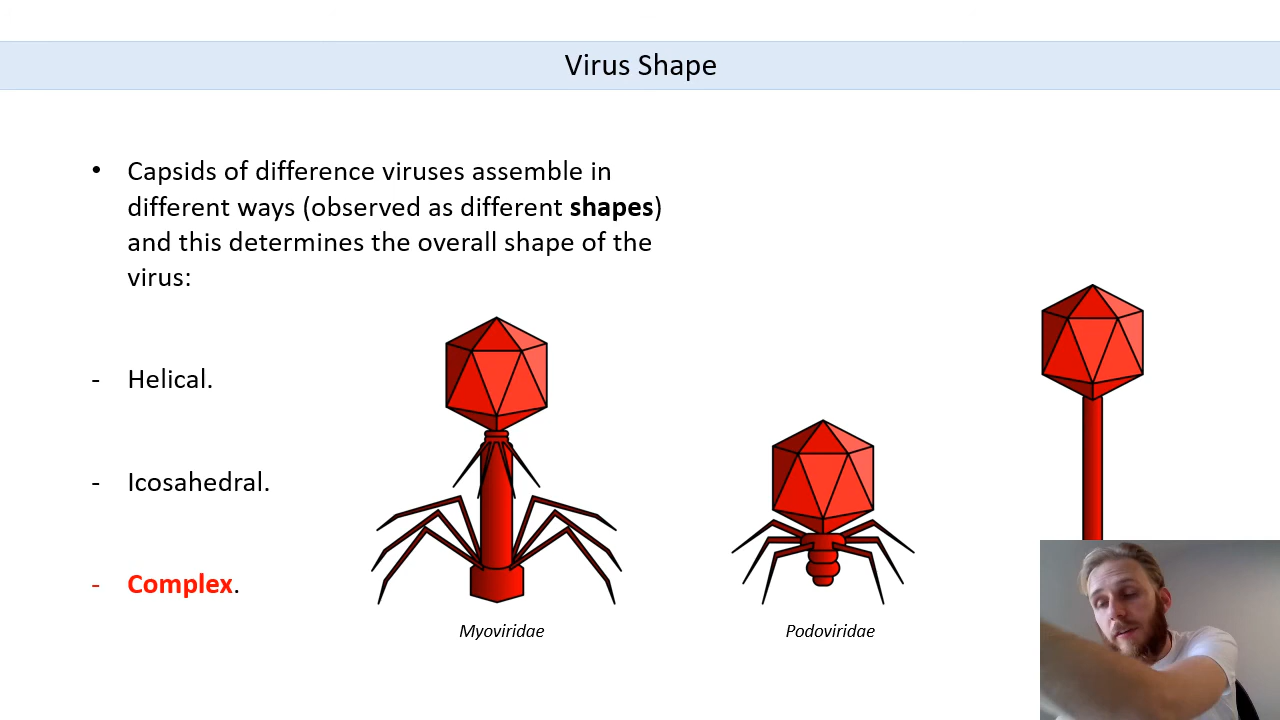 Virus Shape
• Capsids of difference viruses assemble in
different ways (observed as different shapes)
and this determines the overall shape of the
virus:
- Helical.
- Icosahedral.
- Complex.
Myoviridae
Podoviridae